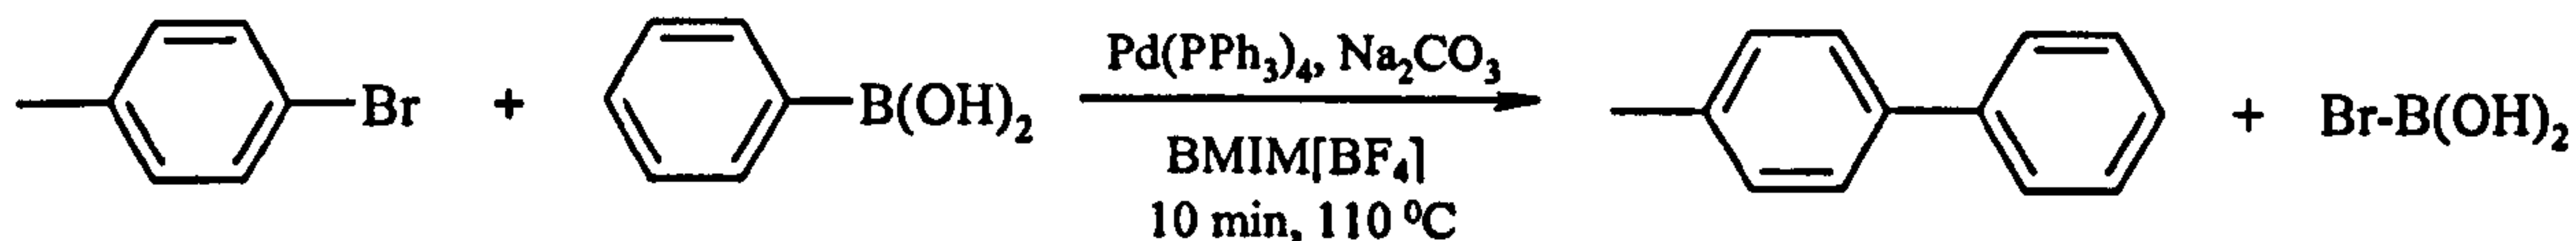 Pd(PPh₃)₄, Na₂CO₃
Br + B(OH)₂ + Br-B(OH)₂
BMIM[BF₄]
10 min, 110 ⁰C